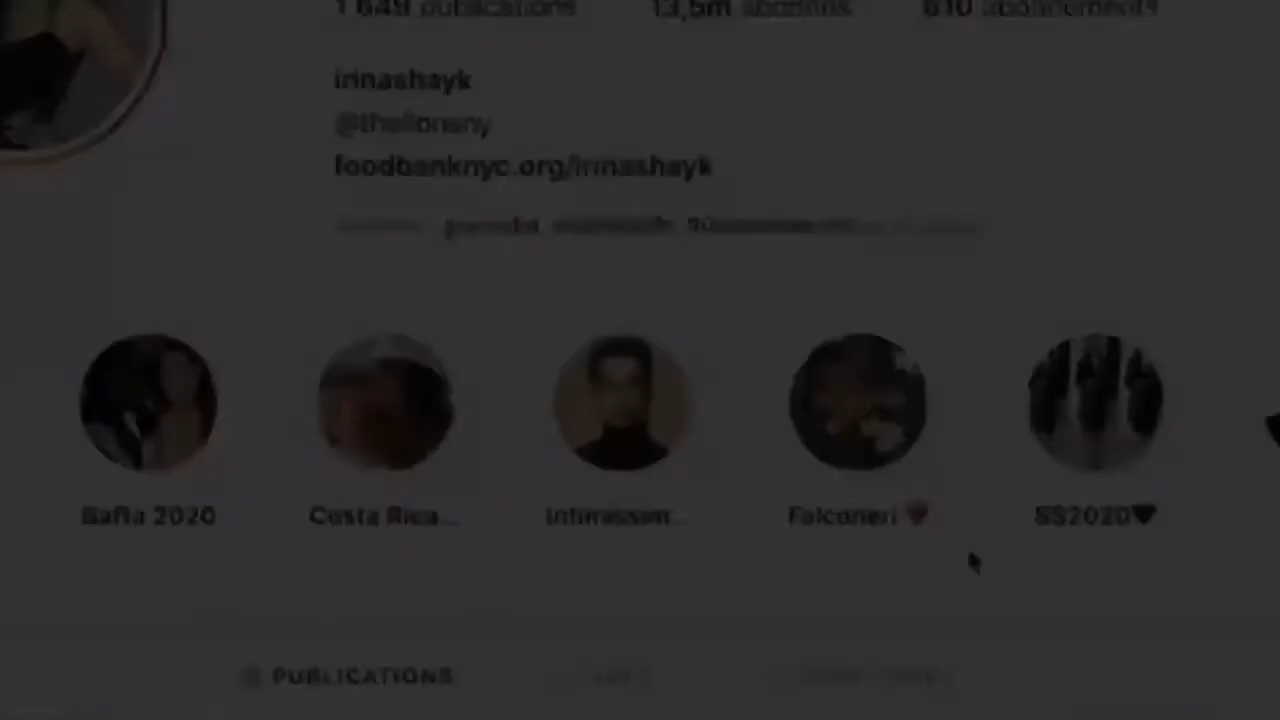 1 649 publications 13,5m abonnés 610 abonnements
irinashayk
@thelionsny
foodbanknyc.org/irinashayk
Bafta 2020 Costa Rica... Intimissim... Falconeri ♥ SS2020🖤
PUBLICATIONS